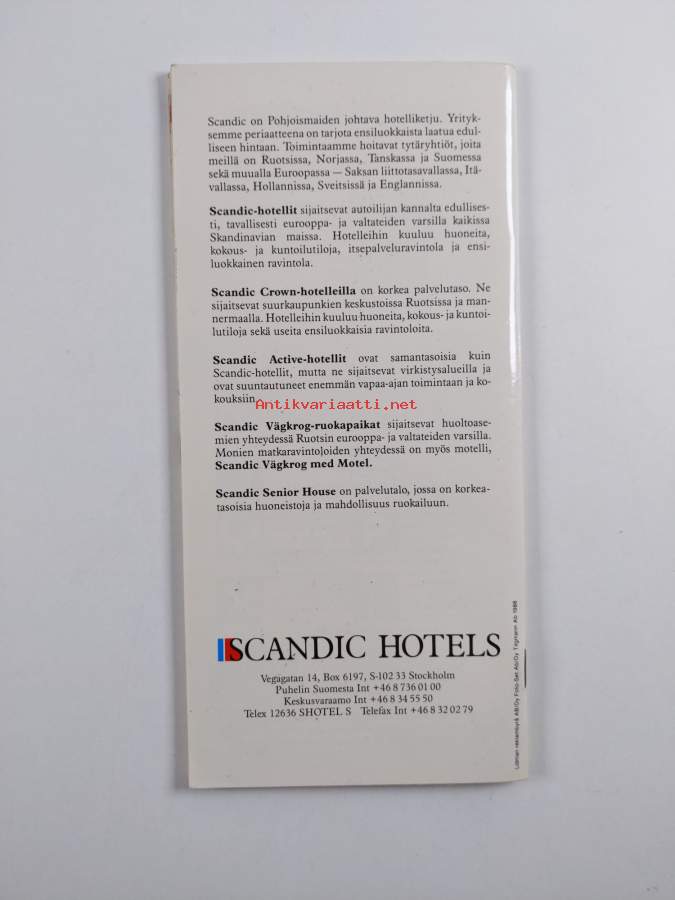 Scandic on Pohjoismaiden johtava hotelliketju. Yrityk-
semme periaatteena on tarjota ensiluokkaista laatua edul-
liseen hintaan. Toimintaamme hoitavat tytäryhtiöt, joita
meillä on Ruotsissa, Norjassa, Tanskassa ja Suomessa
sekä muualla Euroopassa — Saksan liittotasavallassa, Itä-
vallassa, Hollannissa, Sveitsissä ja Englannissa.
Scandic-hotellit sijaitsevat autoilijan kannalta edullises-
ti, tavallisesti eurooppa- ja valtateiden varsilla kaikissa
Skandinavian maissa. Hotelleihin kuuluu huoneita,
kokous- ja kuntoilutiloja, itsepalveluravintola ja ensi-
luokkainen ravintola.
Scandic Crown-hotelleilla on korkea palvelutaso. Ne
sijaitsevat suurkaupunkien keskustoissa Ruotsissa ja man-
nermaalla. Hotelleihin kuuluu huoneita, kokous- ja kuntoi-
lutiloja sekä useita ensiluokkaisia ravintoloita.
Scandic Active-hotellit ovat samantasoisia kuin
Scandic-hotellit, mutta ne sijaitsevat virkistysalueilla ja
ovat suuntautuneet enemmän vapaa-ajan toimintaan ja ko-
kouksiin.
Antikvariaatti.net
Scandic Vägkrog-ruokapaikat sijaitsevat huoltoase-
mien yhteydessä Ruotsin eurooppa- ja valtateiden varsilla.
Monien matkaravintoloiden yhteydessä on myös motelli,
Scandic Vägkrog med Motel.
Scandic Senior House on palvelutalo, jossa on korkea-
tasoisia huoneistoja ja mahdollisuus ruokailuun.
SCANDIC HOTELS
Vegagatan 14, Box 6197, S-102 33 Stockholm
Puhelin Suomesta Int +46 8 736 01 00
Keskusvaraamo Int +46 8 34 55 50
Telex 12636 SHOTEL S Telefax Int +46 8 32 02 79
AB/Oy Foto-Set Ab/Oy Tilgmann Ab 1988